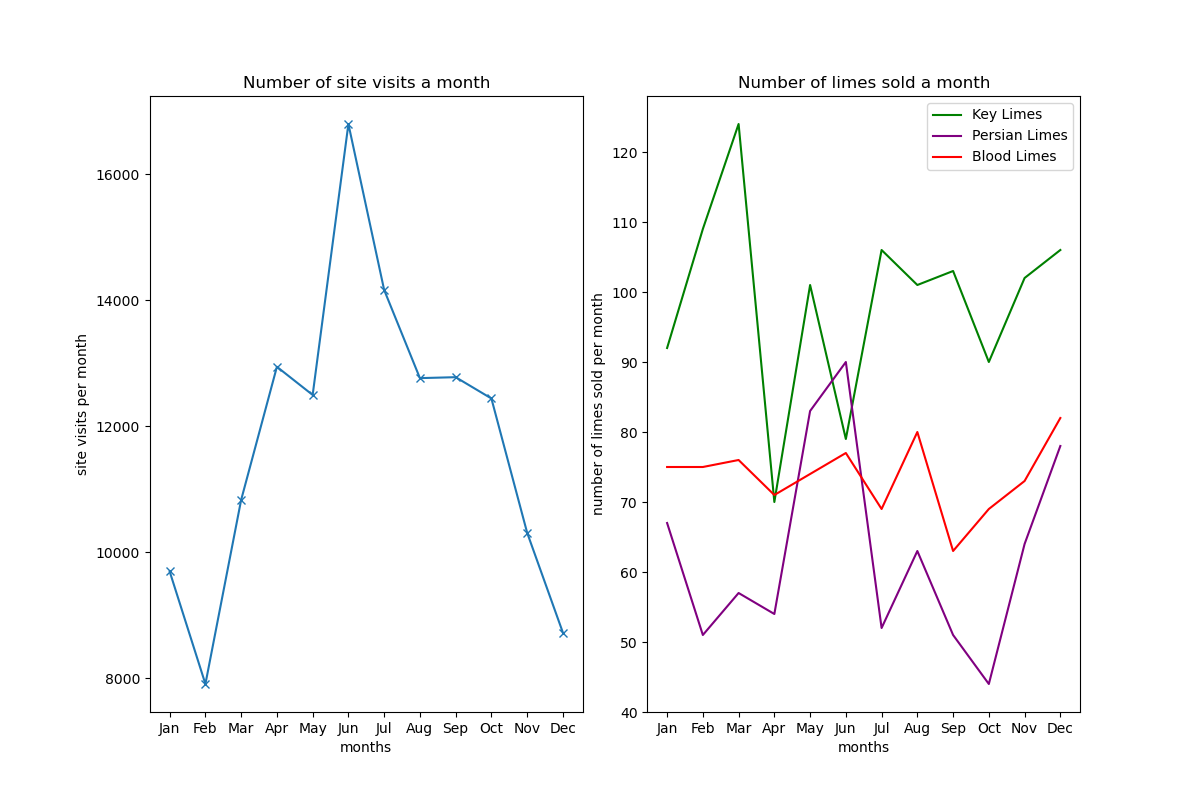 Number of site visits a month
site visits per month
16000
14000
12000
10000
8000
Jan Feb Mar Apr May Jun Jul Aug Sep Oct Nov Dec
months
Number of limes sold a month
number of limes sold per month
120
110
100
90
80
70
60
50
40
Key Limes
Persian Limes
Blood Limes
Jan Feb Mar Apr May Jun Jul Aug Sep Oct Nov Dec
months